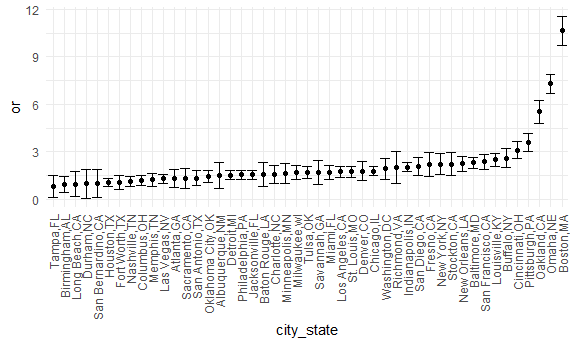 12
9
6
3
0
or
Tampa,FL
Birmingham,AL
Long Beach,CA
Durham,NC
San Bernardino,CA
Houston,TX
Fort Worth,TX
Nashville,TN
Columbus,OH
Memphis,TN
Las Vegas,NV
Atlanta,GA
Sacramento,CA
San Antonio,TX
Oklahoma City,OK
Albuquerque,NM
Detroit,MI
Philadelphia,PA
Jacksonville,FL
Baton Rouge,LA
Charlotte,NC
Minneapolis,MN
Milwaukee,wI
Tulsa,OK
Savannah,GA
Miami,FL
Los Angeles,CA
St. Louis,MO
Denver,CO
Chicago,IL
Washington,DC
Richmond,VA
Indianapolis,IN
San Diego,CA
Fresno,CA
New York,NY
Stockton,CA
New Orleans,LA
Baltimore,MD
San Francisco,CA
Louisville,KY
Buffalo,NY
Cincinnati,OH
Pittsburgh,PA
Oakland,CA
Omaha,NE
Boston,MA
city_state